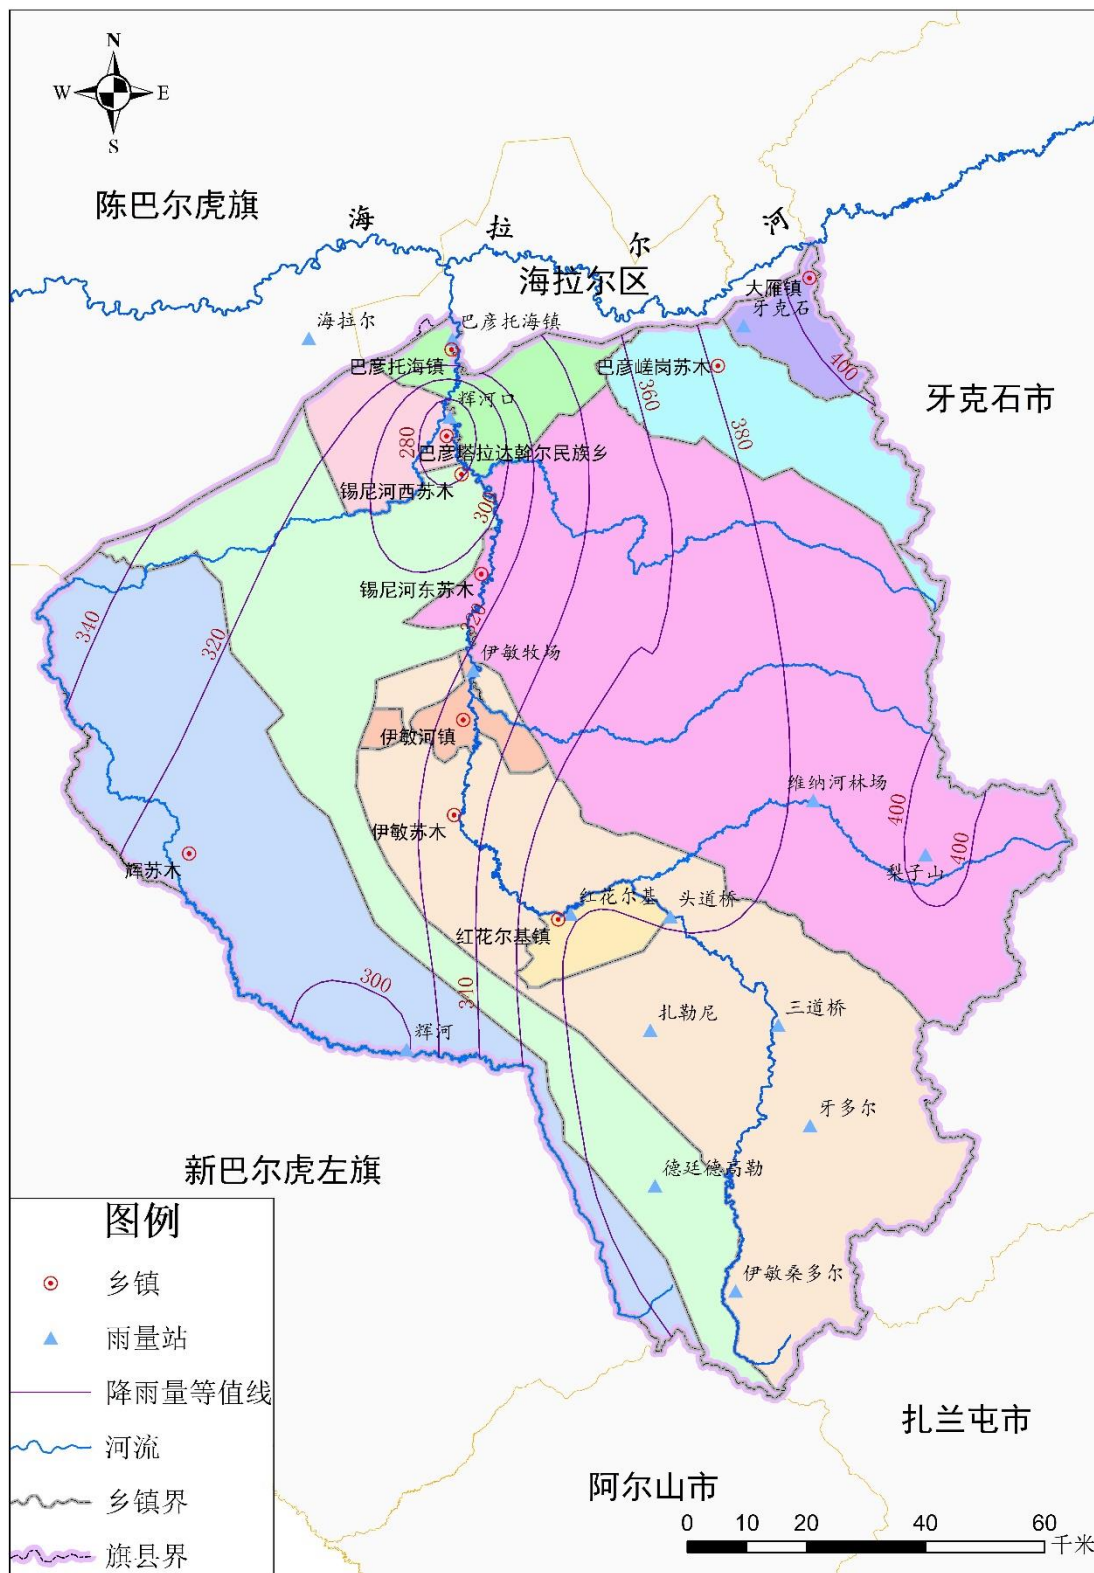 N
W
E
S
陈巴尔虎旗
海
拉
尔
河
海拉尔区
大雁镇
牙克石
海拉尔
巴彦托海镇
巴彦托海镇
巴彦嵯岗苏木
360
400
牙克石市
辉河口
380
280
巴彦塔拉达斡尔民族乡
锡尼河西苏木
300
锡尼河东苏木
340
320
320
伊敏牧场
伊敏河镇
维纳河林场
400
400
伊敏苏木
辉苏木
梨子山
红花尔基
头道桥
红花尔基镇
300
340
扎勒尼
三道桥
辉河
牙多尔
新巴尔虎左旗
德廷德高勒
伊敏桑多尔
图例
乡镇
雨量站
降雨量等值线
河流
乡镇界
旗县界
扎兰屯市
阿尔山市
0 10 20 40 60
千米